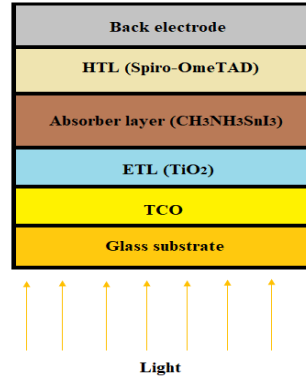 Back electrode
HTL (Spiro-OmeTAD)
Absorber layer (CH3NH3SnI3)
ETL (TiO2)
TCO
Glass substrate
Light